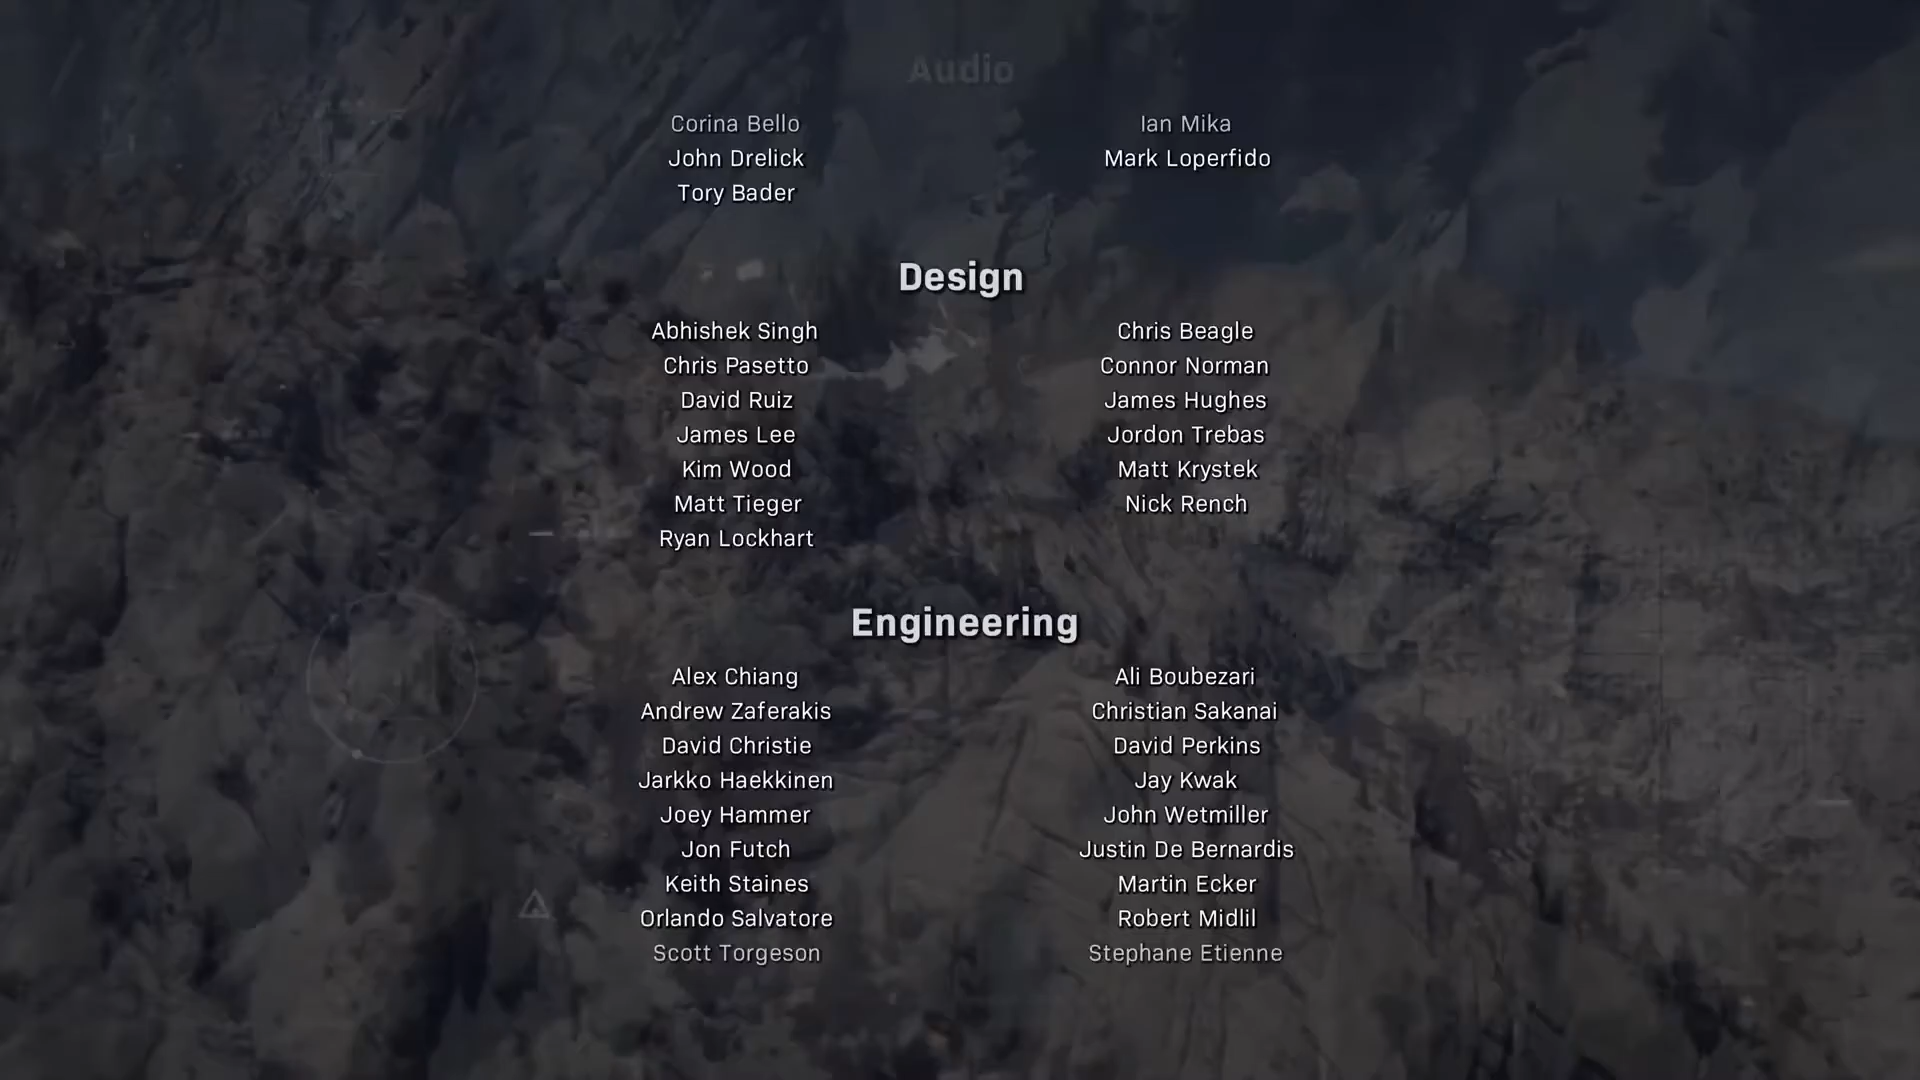 Audio
Corina Bello Ian Mika
John Drelick Mark Loperfido
Tory Bader
Design
Abhishek Singh Chris Beagle
Chris Pasetto Connor Norman
David Ruiz James Hughes
James Lee Jordon Trebas
Kim Wood Matt Krystek
Matt Tieger Nick Rench
Ryan Lockhart
Engineering
Alex Chiang Ali Boubezari
Andrew Zaferakis Christian Sakanai
David Christie David Perkins
Jarkko Haekkinen Jay Kwak
Joey Hammer John Wetmiller
Jon Futch Justin De Bernardis
Keith Staines Martin Ecker
Orlando Salvatore Robert Midlil
Scott Torgeson Stephane Etienne